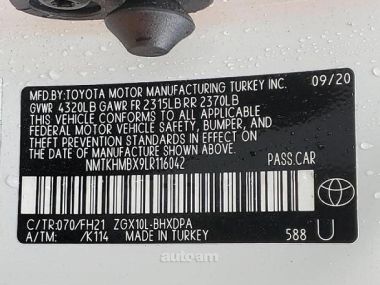 MFD.BY:TOYOTA MOTOR MANUFACTURING TURKEY INC. 09/20
GVWR 4320LB GAWR FR 2315LB RR 2370LB
THIS VEHICLE CONFORMS TO ALL APPLICABLE
FEDERAL MOTOR VEHICLE SAFETY, BUMPER, AND
THEFT PREVENTION STANDARDS IN EFFECT ON
THE DATE OF MANUFACTURE SHOWN ABOVE.
NMTKHMBX9LR116042 PASS.CAR
C/TR:070/FH21 ZGX10L-BHXDPA
A/TM: /K114 MADE IN TURKEY 588 U
autoam